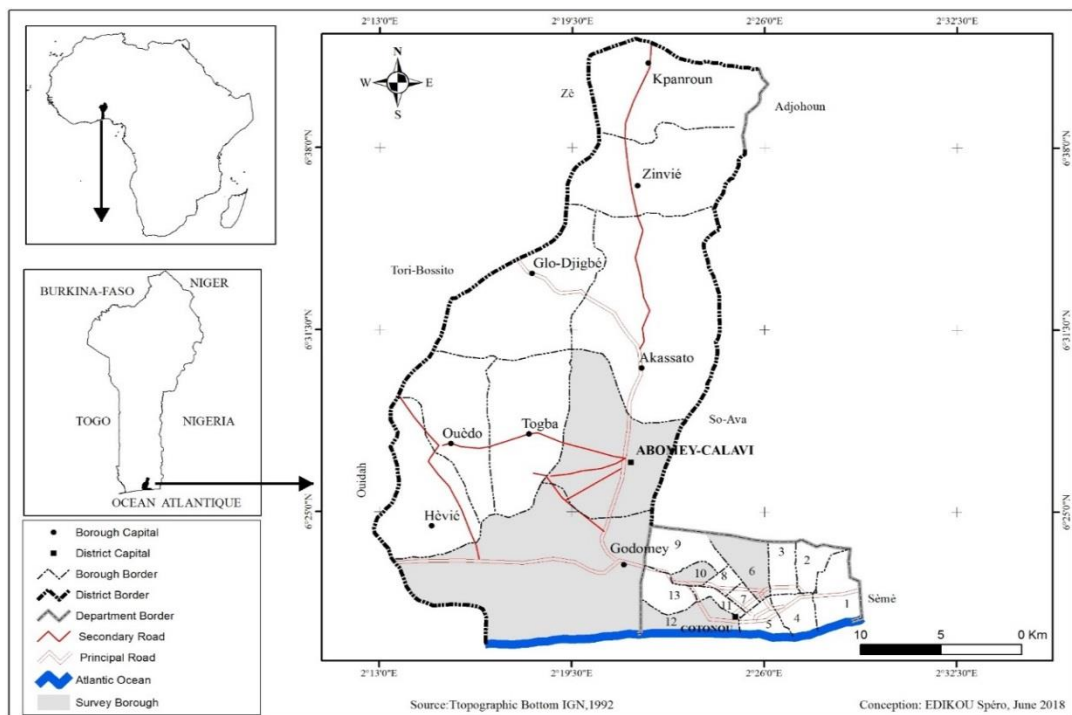 2°13'0"E
2°19'30"E
2°26'0"E
2°32'30"E
N
W E
S
Kpanroun
Zè
Adjohoun
6°38'0"N
6°38'0"N
Zinvié
Glo-Djigbé
Tori-Bossito
BURKINA-FASO
NIGER
6°31'30"N
6°31'30"N
Akassato
TOGO
NIGERIA
So-Ava
Ouèdo
Togba
ABOMEY-CALAVI
Ouidah
OCEAN ATLANTIQUE
6°25'0"N
6°25'0"N
Hèvié
Godomey
9
3
2
10
8
6
13
7
11
1
Sèmè
12
COTONOU
5
4
Borough Capital
District Capital
Borough Border
District Border
Department Border
Secondary Road
Principal Road
Atlantic Ocean
Survey Borough
10 5 0 Km
2°13'0"E
2°19'30"E
2°26'0"E
2°32'30"E
Source:Ttopographic Bottom IGN,1992
Conception: EDIKOU Spéro, June 2018